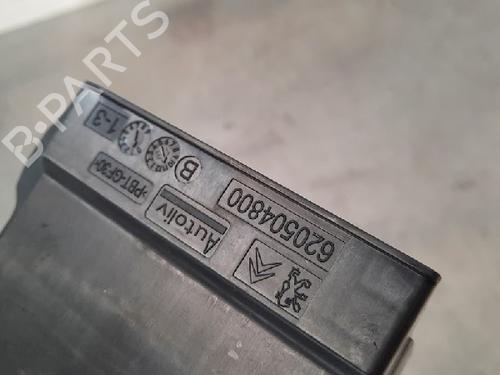 B-PARTS
620504800
Autoliv
>PBT-GF30<
B
1-3